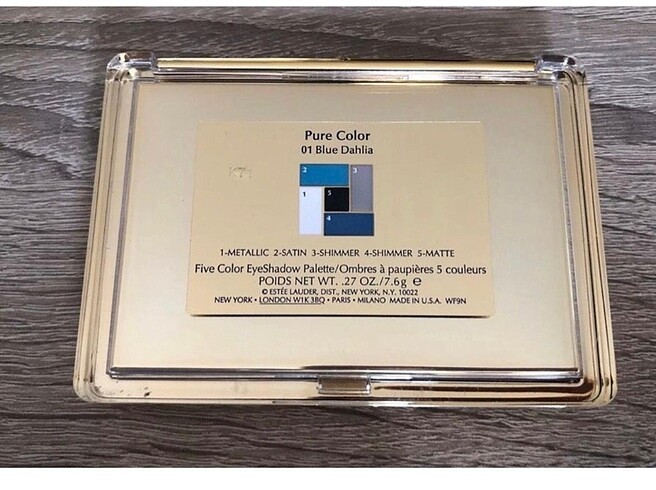 Pure Color
01 Blue Dahlia
2 3
1 5
4
1-METALLIC 2-SATIN 3-SHIMMER 4-SHIMMER 5-MATTE
Five Color EyeShadow Palette/Ombres à paupières 5 couleurs
POIDS NET WT. .27 OZ./7.6g ℮
© ESTÉE LAUDER, DIST., NEW YORK, N.Y. 10022
NEW YORK • LONDON W1K 3BQ • PARIS • MILANO MADE IN U.S.A. WF9N